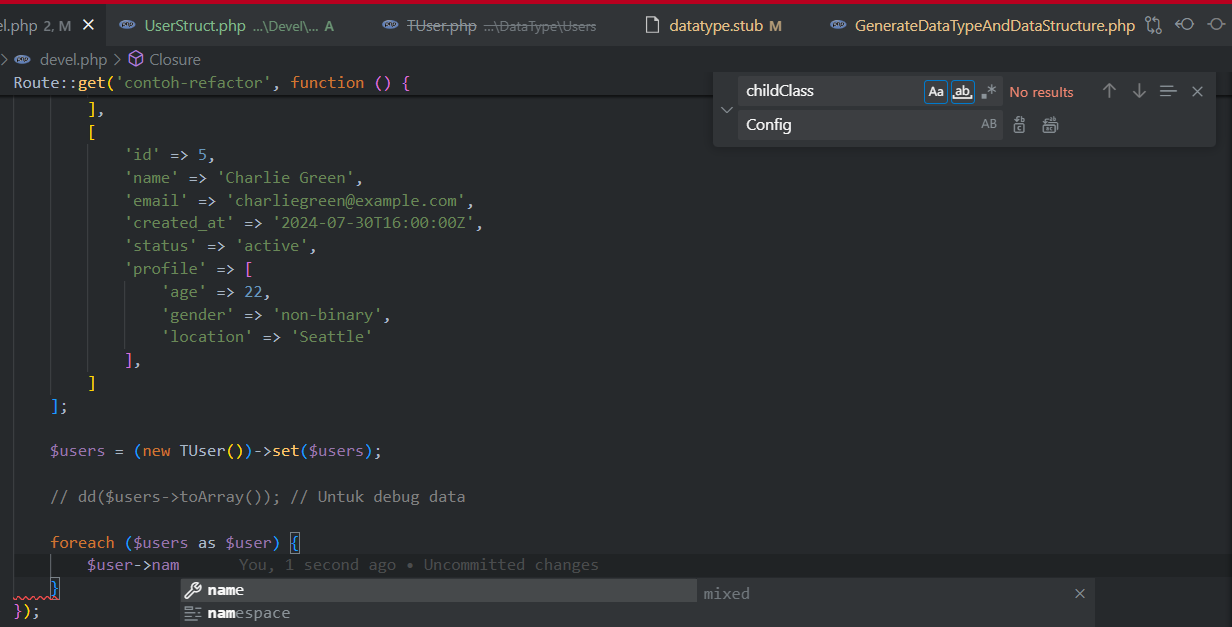 el.php 2, M
UserStruct.php ...\Devel\... A
TUser.php ...\DataType\Users
datatype.stub M
GenerateDataTypeAndDataStructure.php
devel.php > Closure
Route::get('contoh-refactor', function () {
childClass Aa ab No results
Config AB
],
[
'id' => 5,
'name' => 'Charlie Green',
'email' => 'charliegreen@example.com',
'created_at' => '2024-07-30T16:00:00Z',
'status' => 'active',
'profile' => [
'age' => 22,
'gender' => 'non-binary',
'location' => 'Seattle'
],
]
];
$users = (new TUser())->set($users);
// dd($users->toArray()); // Untuk debug data
foreach ($users as $user) {
$user->nam You, 1 second ago • Uncommitted changes
}
name mixed
namespace
});